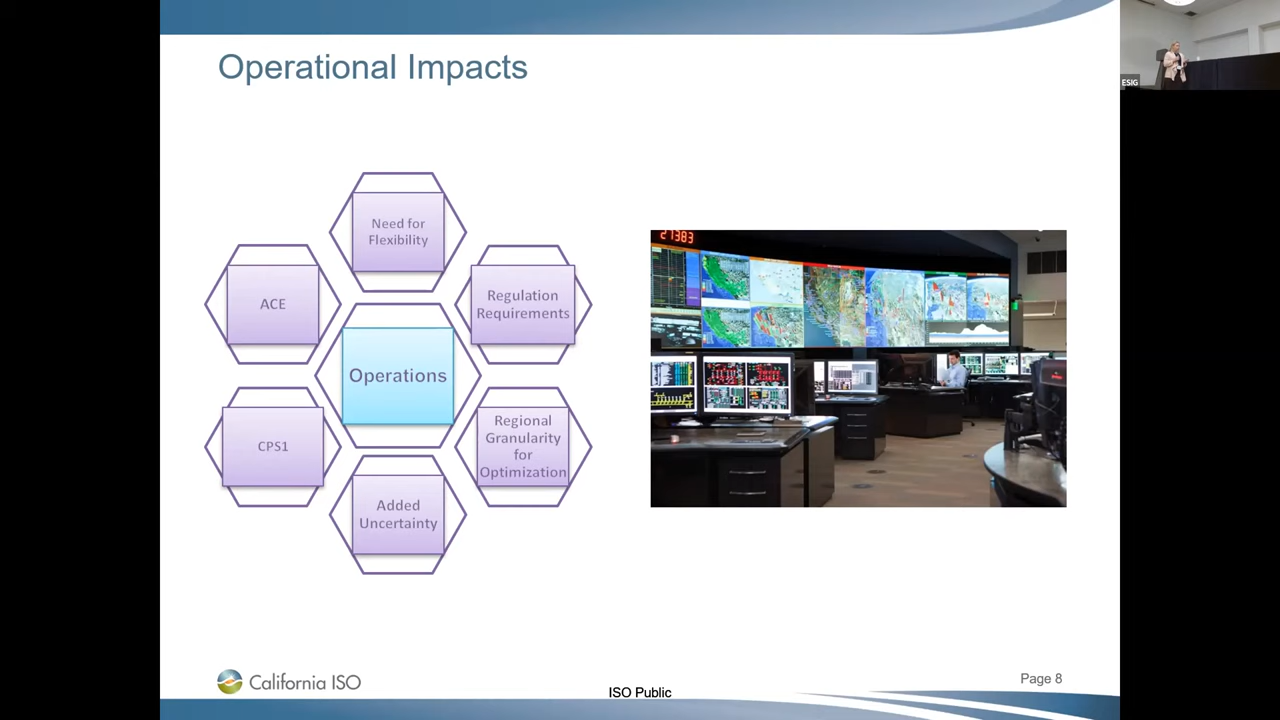 Operational Impacts
ESIG
Need for
Flexibility
ACE
Regulation
Requirements
Operations
CPS1
Regional
Granularity
for
Optimization
Added
Uncertainty
21383
California ISO
ISO Public
Page 8